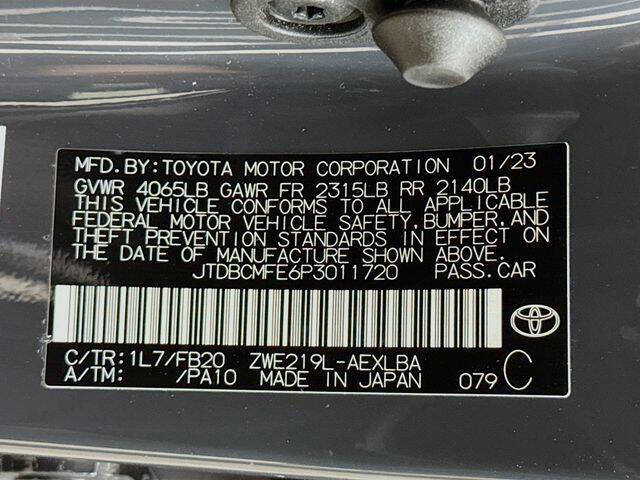 MFD.BY:TOYOTA MOTOR CORPORATION 01/23
GVWR 4065LB GAWR FR 2315LB RR 2140LB
THIS VEHICLE CONFORMS TO ALL APPLICABLE
FEDERAL MOTOR VEHICLE SAFETY,BUMPER,AND
THEFT PREVENTION STANDARDS IN EFFECT ON
THE DATE OF MANUFACTURE SHOWN ABOVE.
JTDBCMFE6P3011720 PASS.CAR
C/TR:1L7/FB20 ZWE219L-AEXLBA
A/TM: /PA10 MADE IN JAPAN 079 C